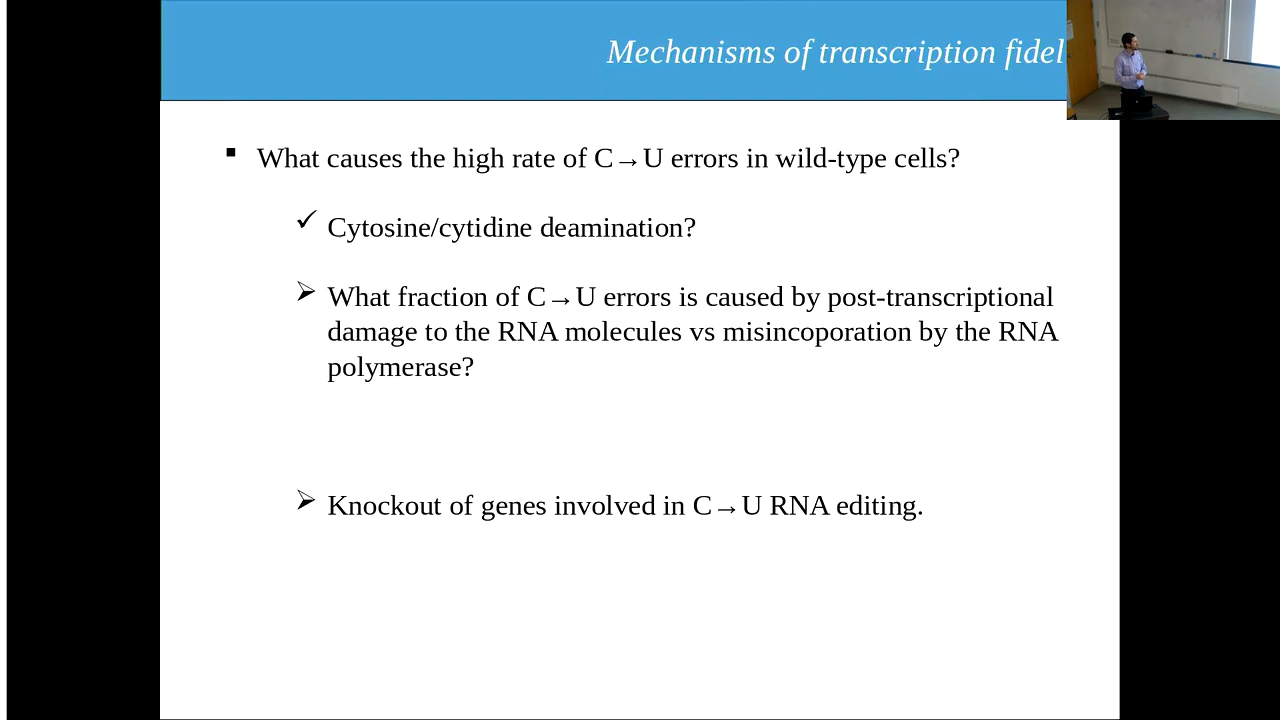 Mechanisms of transcription fidel
What causes the high rate of C→U errors in wild-type cells?
Cytosine/cytidine deamination?
What fraction of C→U errors is caused by post-transcriptional
damage to the RNA molecules vs misincoporation by the RNA
polymerase?
Knockout of genes involved in C→U RNA editing.